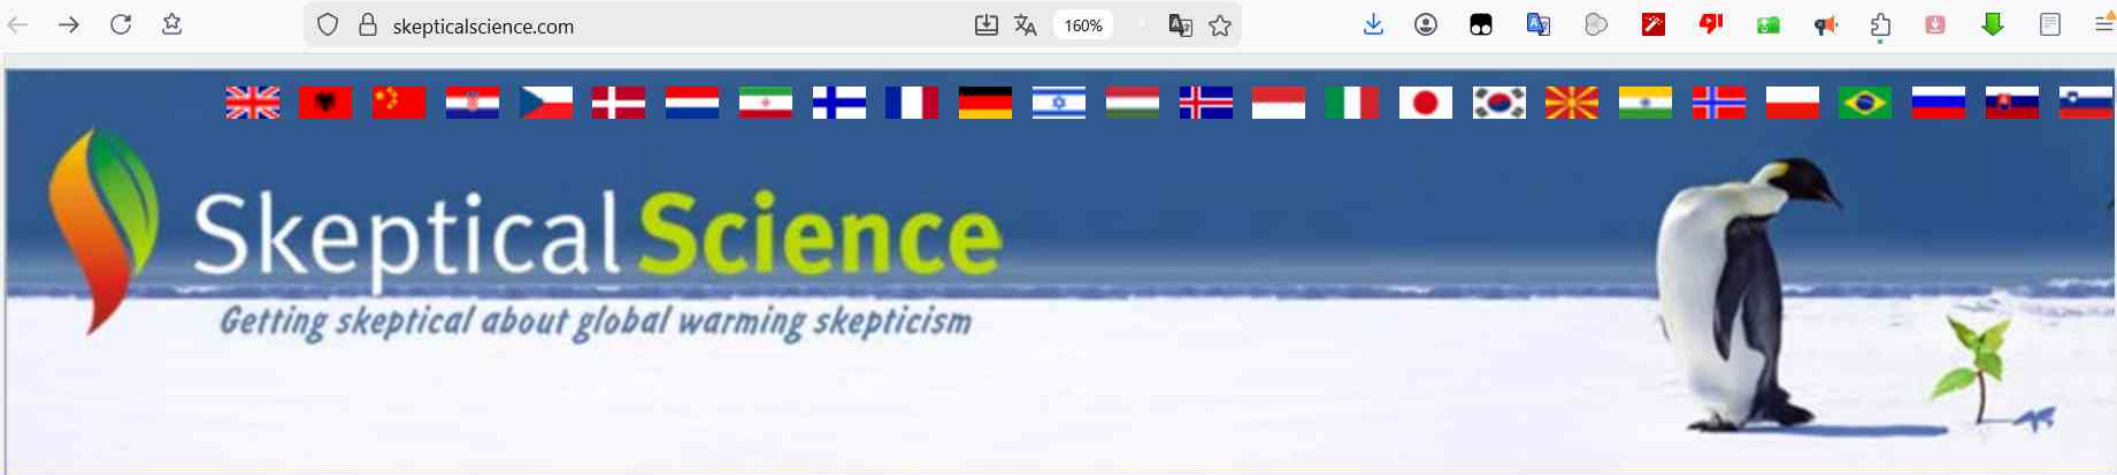 skepticalscience.com
160%
Skeptical Science
Getting skeptical about global warming skepticism